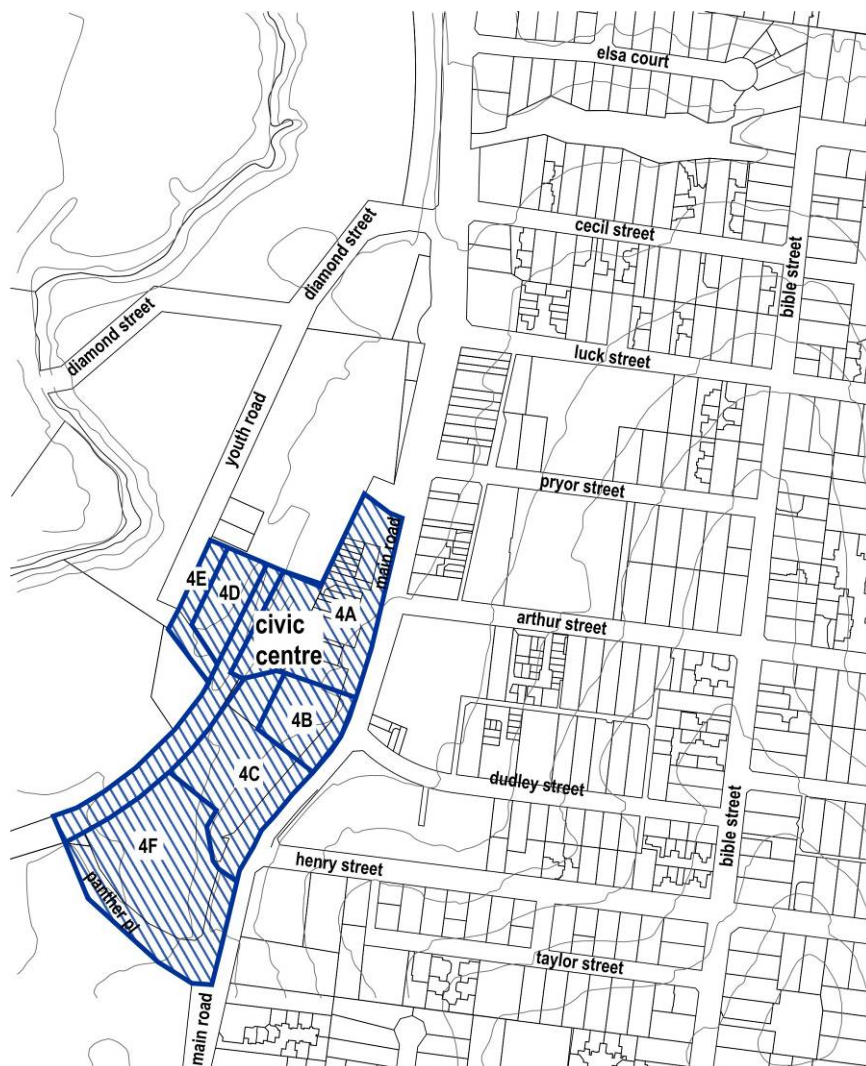 elsa court
diamond street
cecil street
bible street
diamond street
luck street
youth road
pryor street
main road
4E
4D
4A
civic
centre
arthur street
4B
4C
dudley street
bible street
4F
henry street
panther pl
taylor street
main road